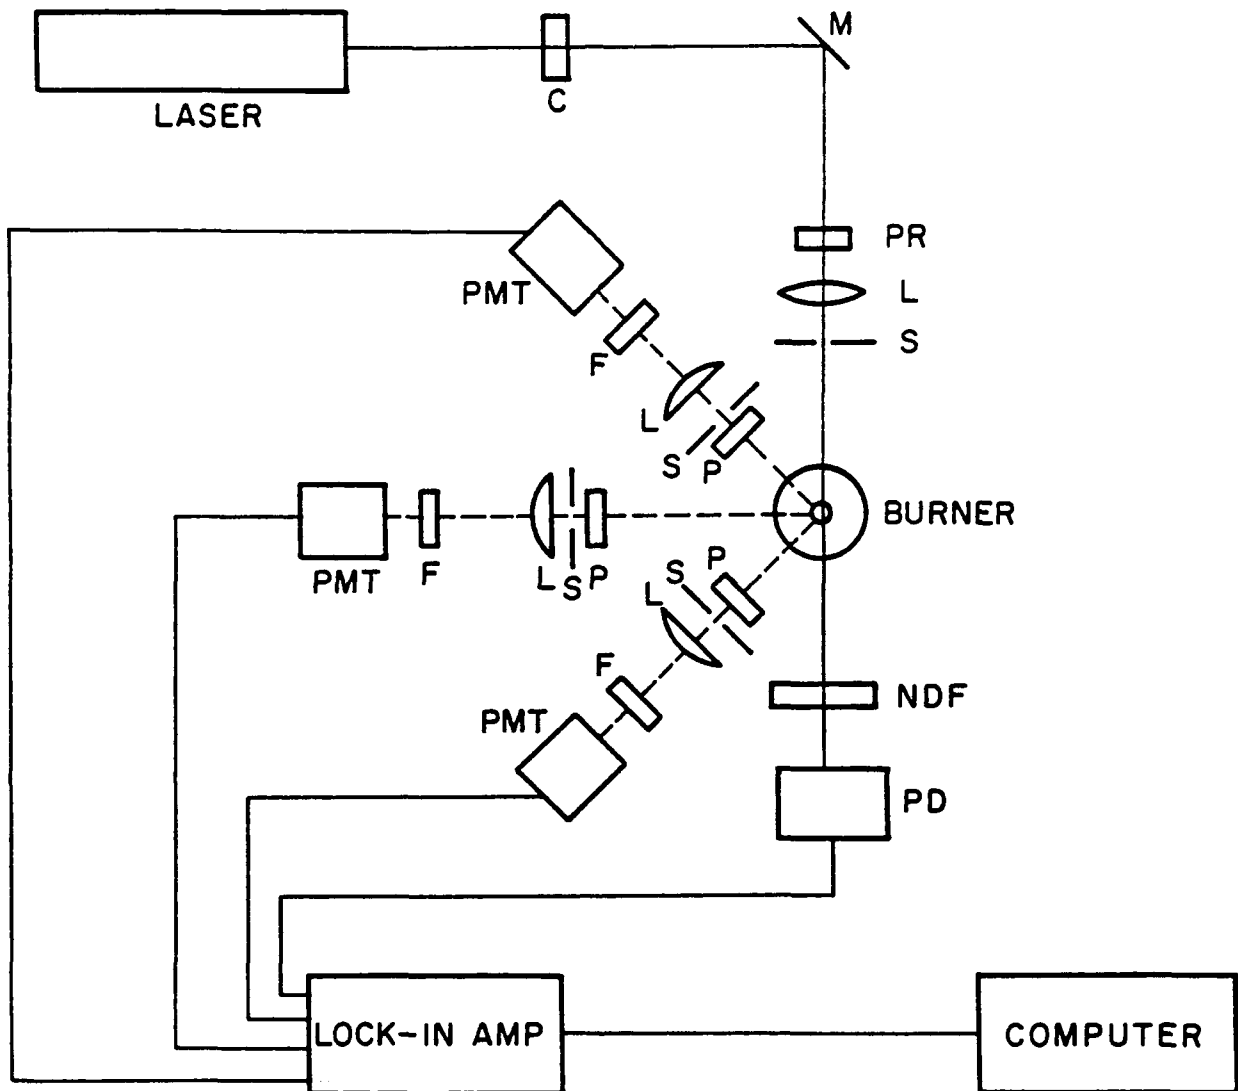 M
C
LASER
PR
L
S
PMT
F
L
S
P
BURNER
PMT
F
L
S
P
P
S
L
F
PMT
NDF
PD
LOCK-IN AMP
COMPUTER